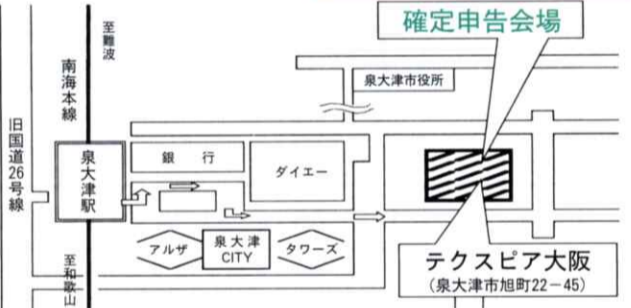 確定申告会場
至難波
南海本線
旧国道26号線
泉大津市役所
銀行
ダイエー
泉大津駅
アルザ
泉大津
CITY
タワーズ
至和歌山
テクスピア大阪
（泉大津市旭町22－45）